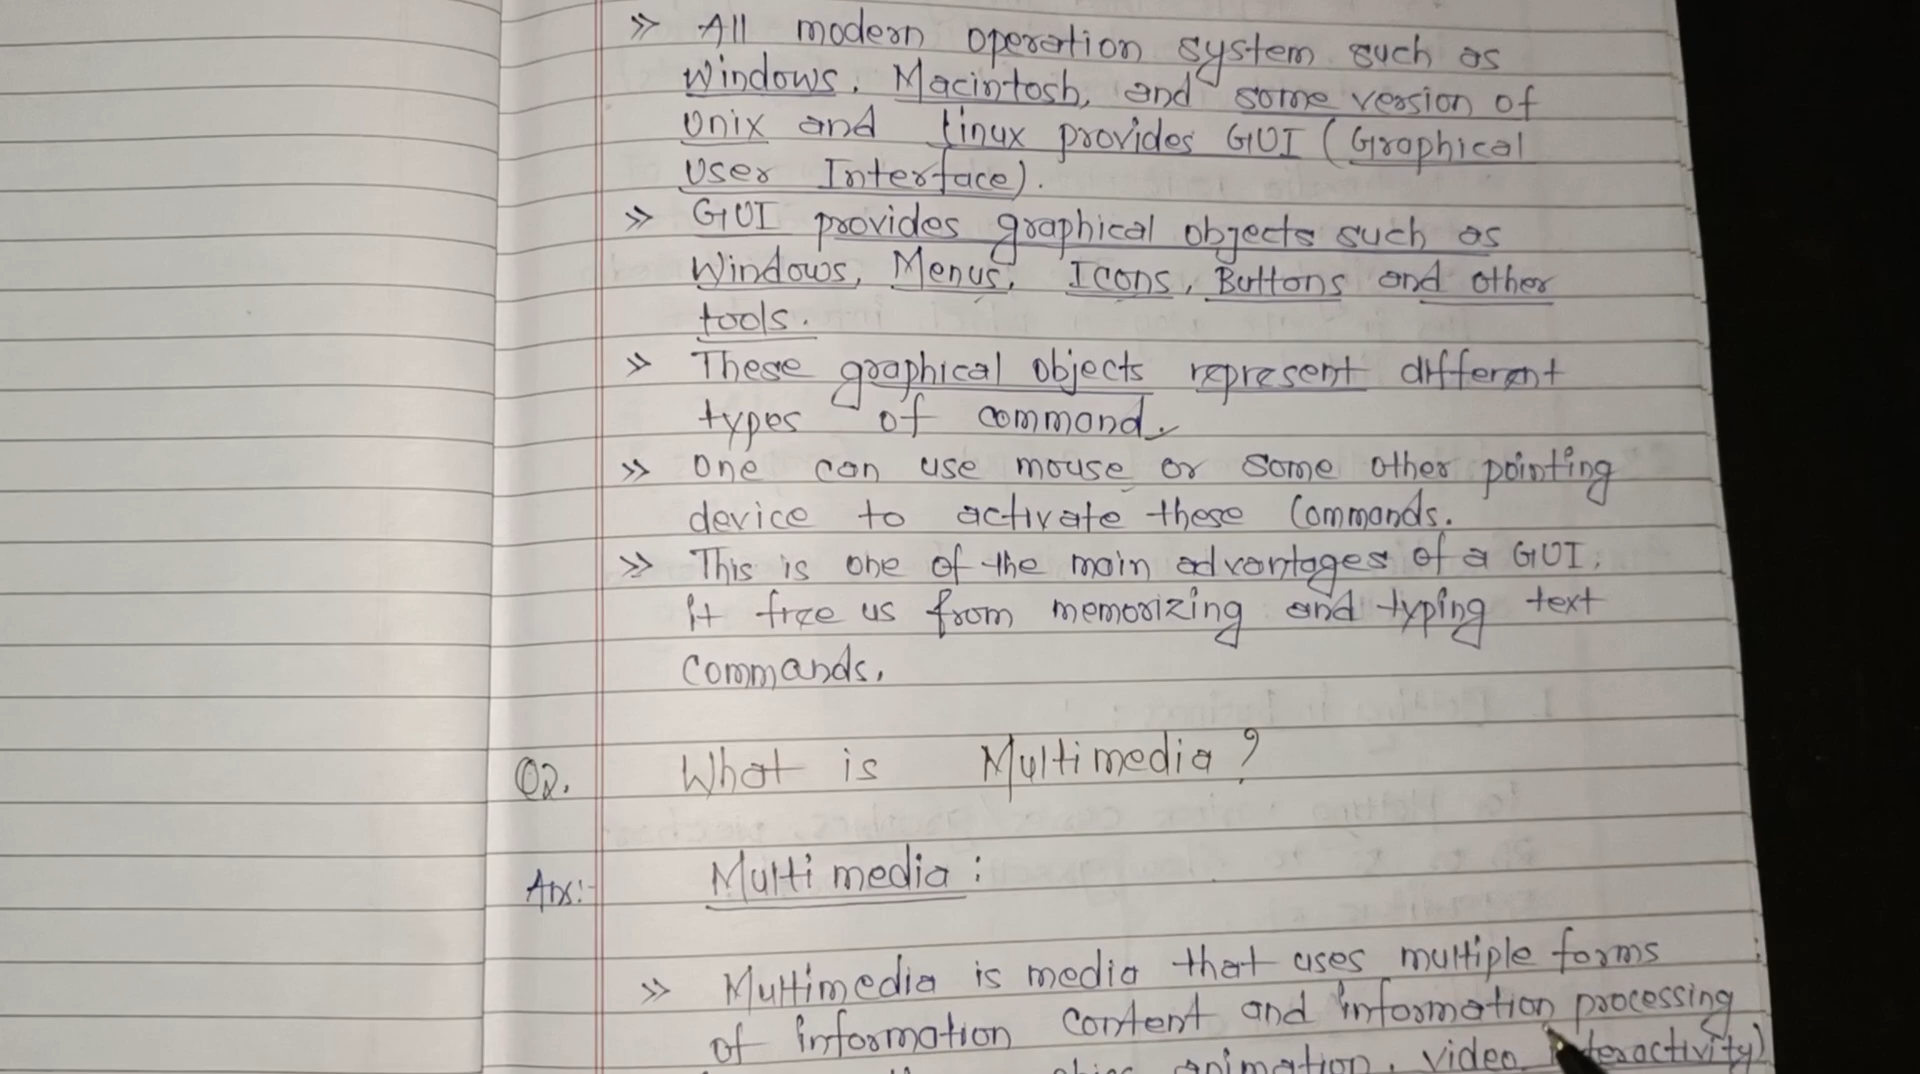 >> All modern operation system such as
Windows, Macintosh, and some version of
Unix and Linux provides GUI (Graphical
User Interface).
>> GUI provides graphical objects such as
Windows, Menus, Icons, Buttons and other
tools.
>> These graphical objects represent different
types of command.
>> One can use mouse or some other pointing
device to activate these Commands.
>> This is one of the main advantages of a GUI,
it free us from memorizing and typing text
Commands.
Q2. What is Multimedia?
Ans:- Multimedia:
>> Multimedia is media that uses multiple forms
of information content and information processing
animation, video, interactivity)